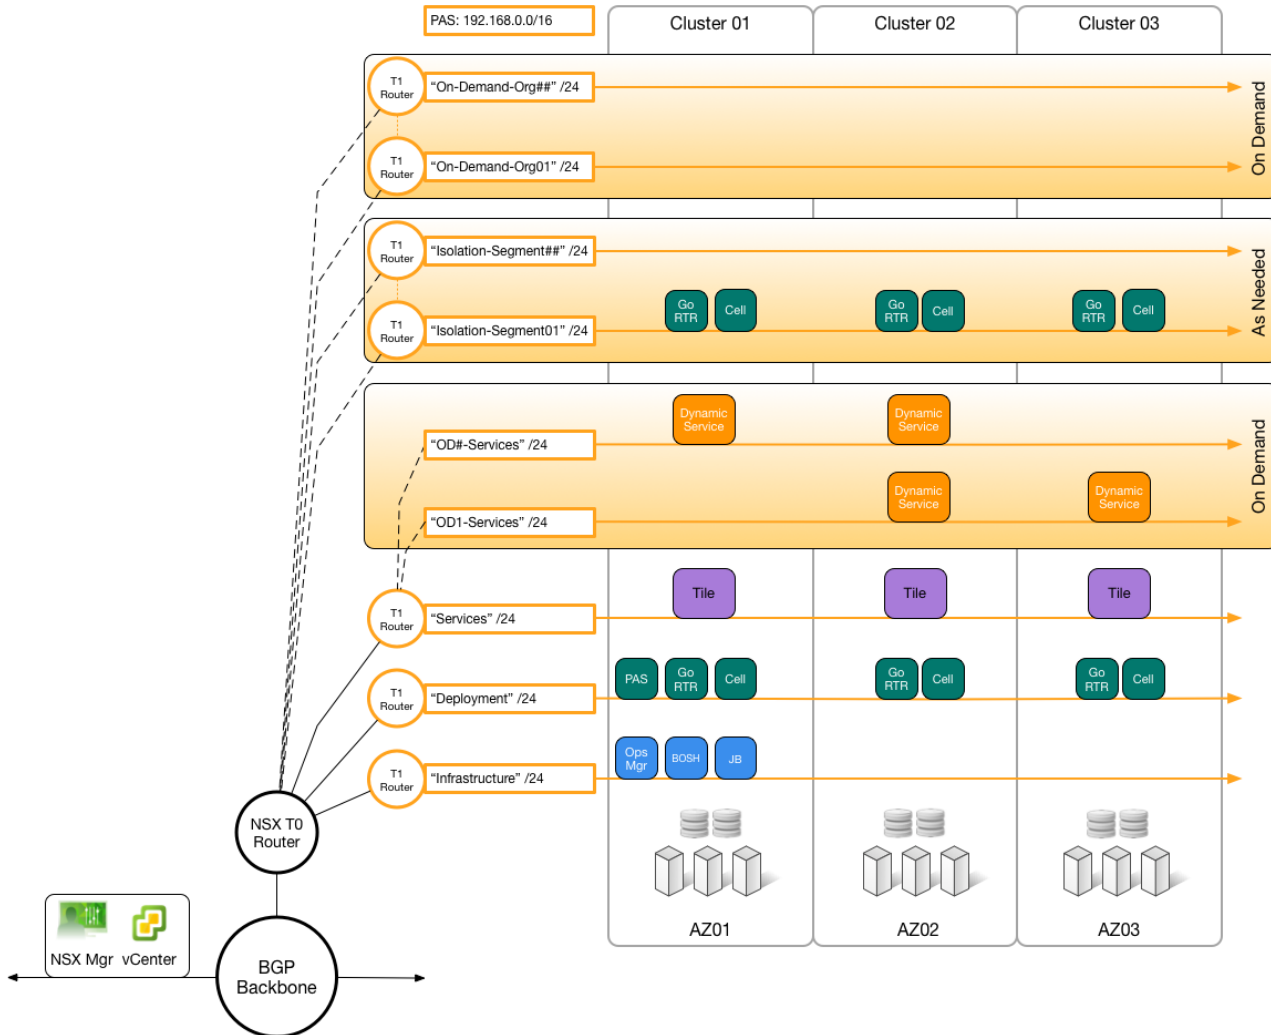 PAS: 192.168.0.0/16
Cluster 01
Cluster 02
Cluster 03
T1
Router
“On-Demand-Org##” /24
T1
Router
“On-Demand-Org01” /24
On Demand
T1
Router
“Isolation-Segment##” /24
T1
Router
“Isolation-Segment01” /24
Go
RTR
Cell
Go
RTR
Cell
Go
RTR
Cell
As Needed
Dynamic
Service
Dynamic
Service
“OD#-Services” /24
Dynamic
Service
Dynamic
Service
“OD1-Services” /24
On Demand
T1
Router
“Services” /24
Tile
Tile
Tile
T1
Router
“Deployment” /24
PAS
Go
RTR
Cell
Go
RTR
Cell
Go
RTR
Cell
T1
Router
“Infrastructure” /24
Ops
Mgr
BOSH
JB
NSX T0
Router
AZ01
AZ02
AZ03
NSX Mgr
vCenter
BGP
Backbone